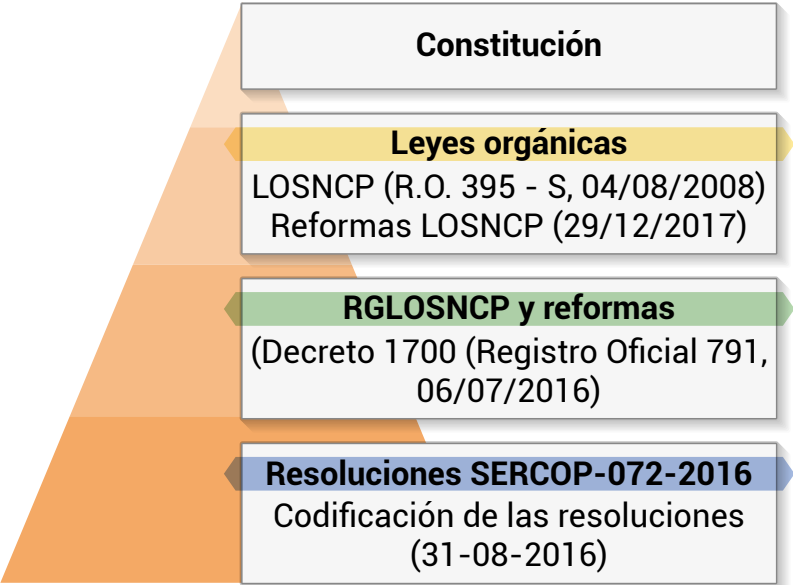 Constitución
Leyes orgánicas
LOSNCP (R.O. 395 - S, 04/08/2008)
Reformas LOSNCP (29/12/2017)
RGLOSNCP y reformas
(Decreto 1700 (Registro Oficial 791,
06/07/2016)
Resoluciones SERCOP-072-2016
Codificación de las resoluciones
(31-08-2016)